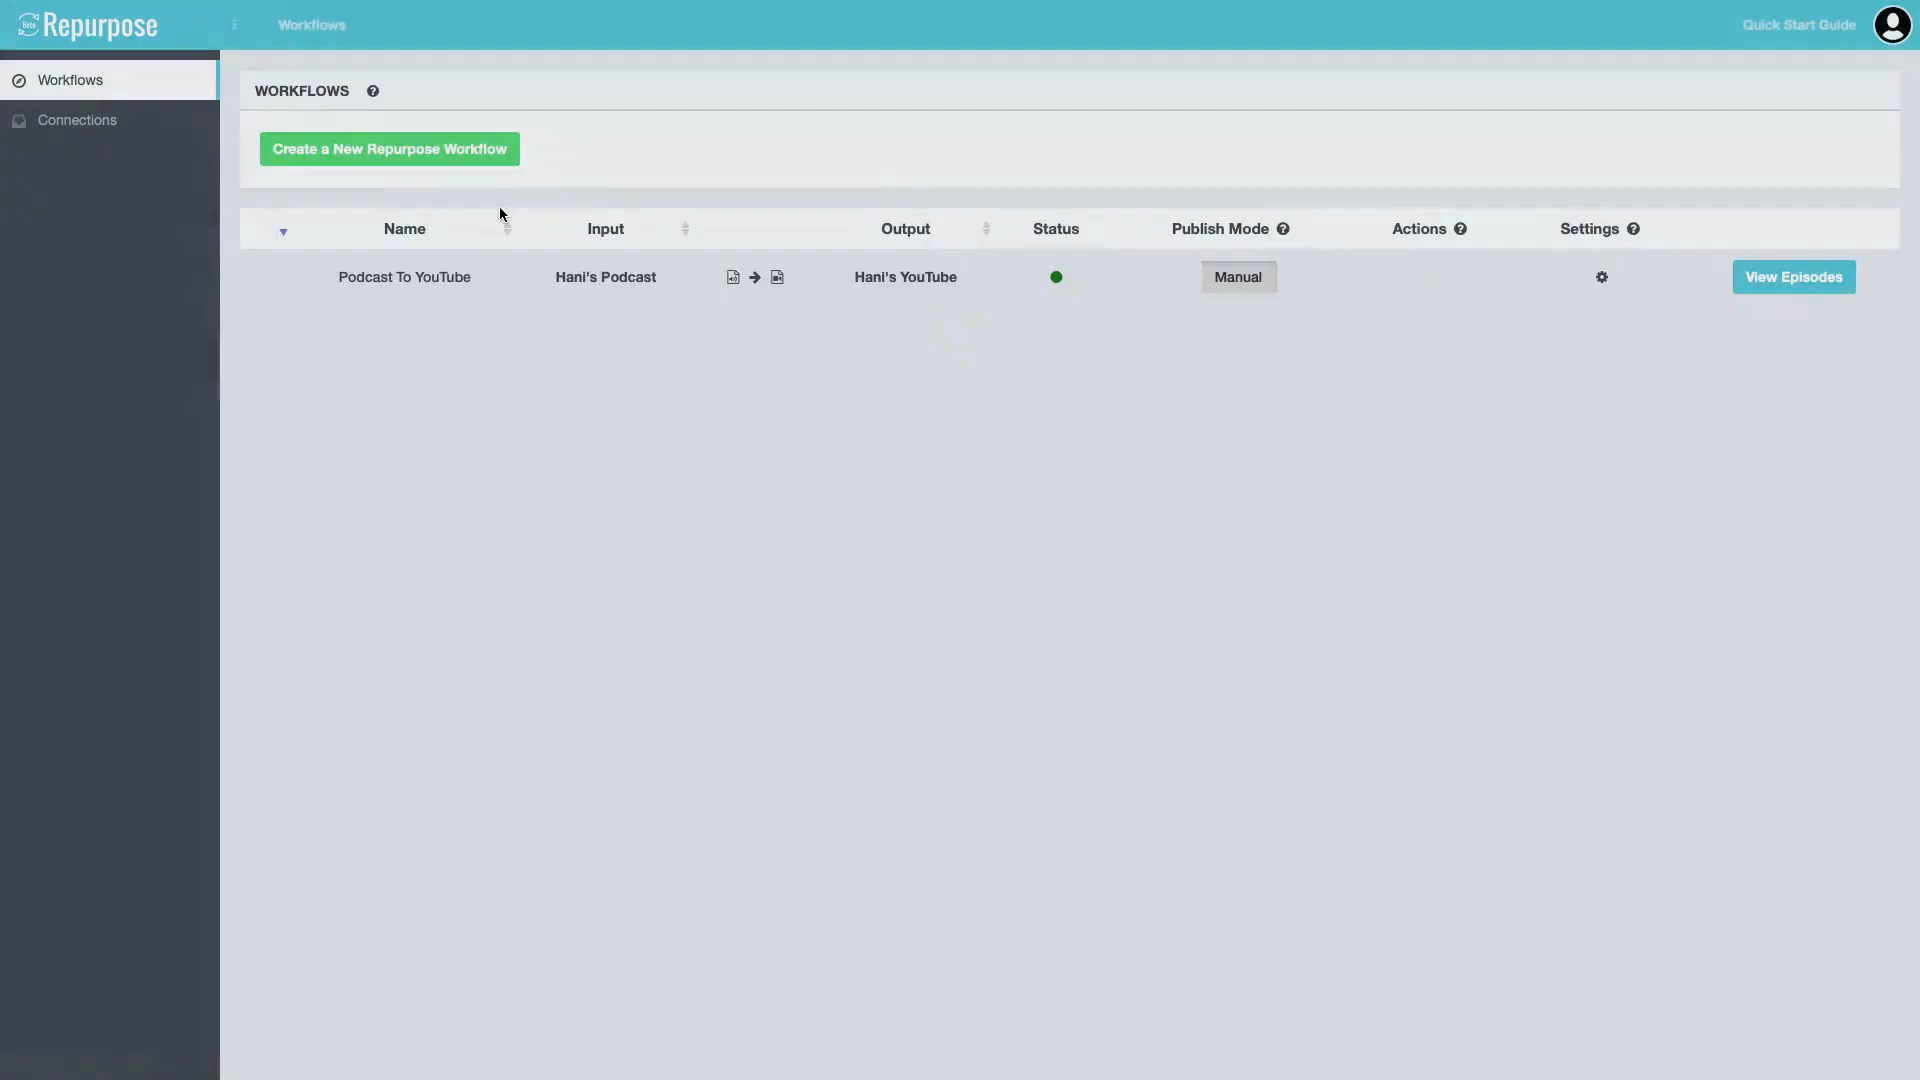 Beta Repurpose
Workflows
Quick Start Guide
Workflows
Connections
WORKFLOWS
Create a New Repurpose Workflow
Name Input Output Status Publish Mode Actions Settings
Podcast To YouTube Hani's Podcast Hani's YouTube Manual View Episodes